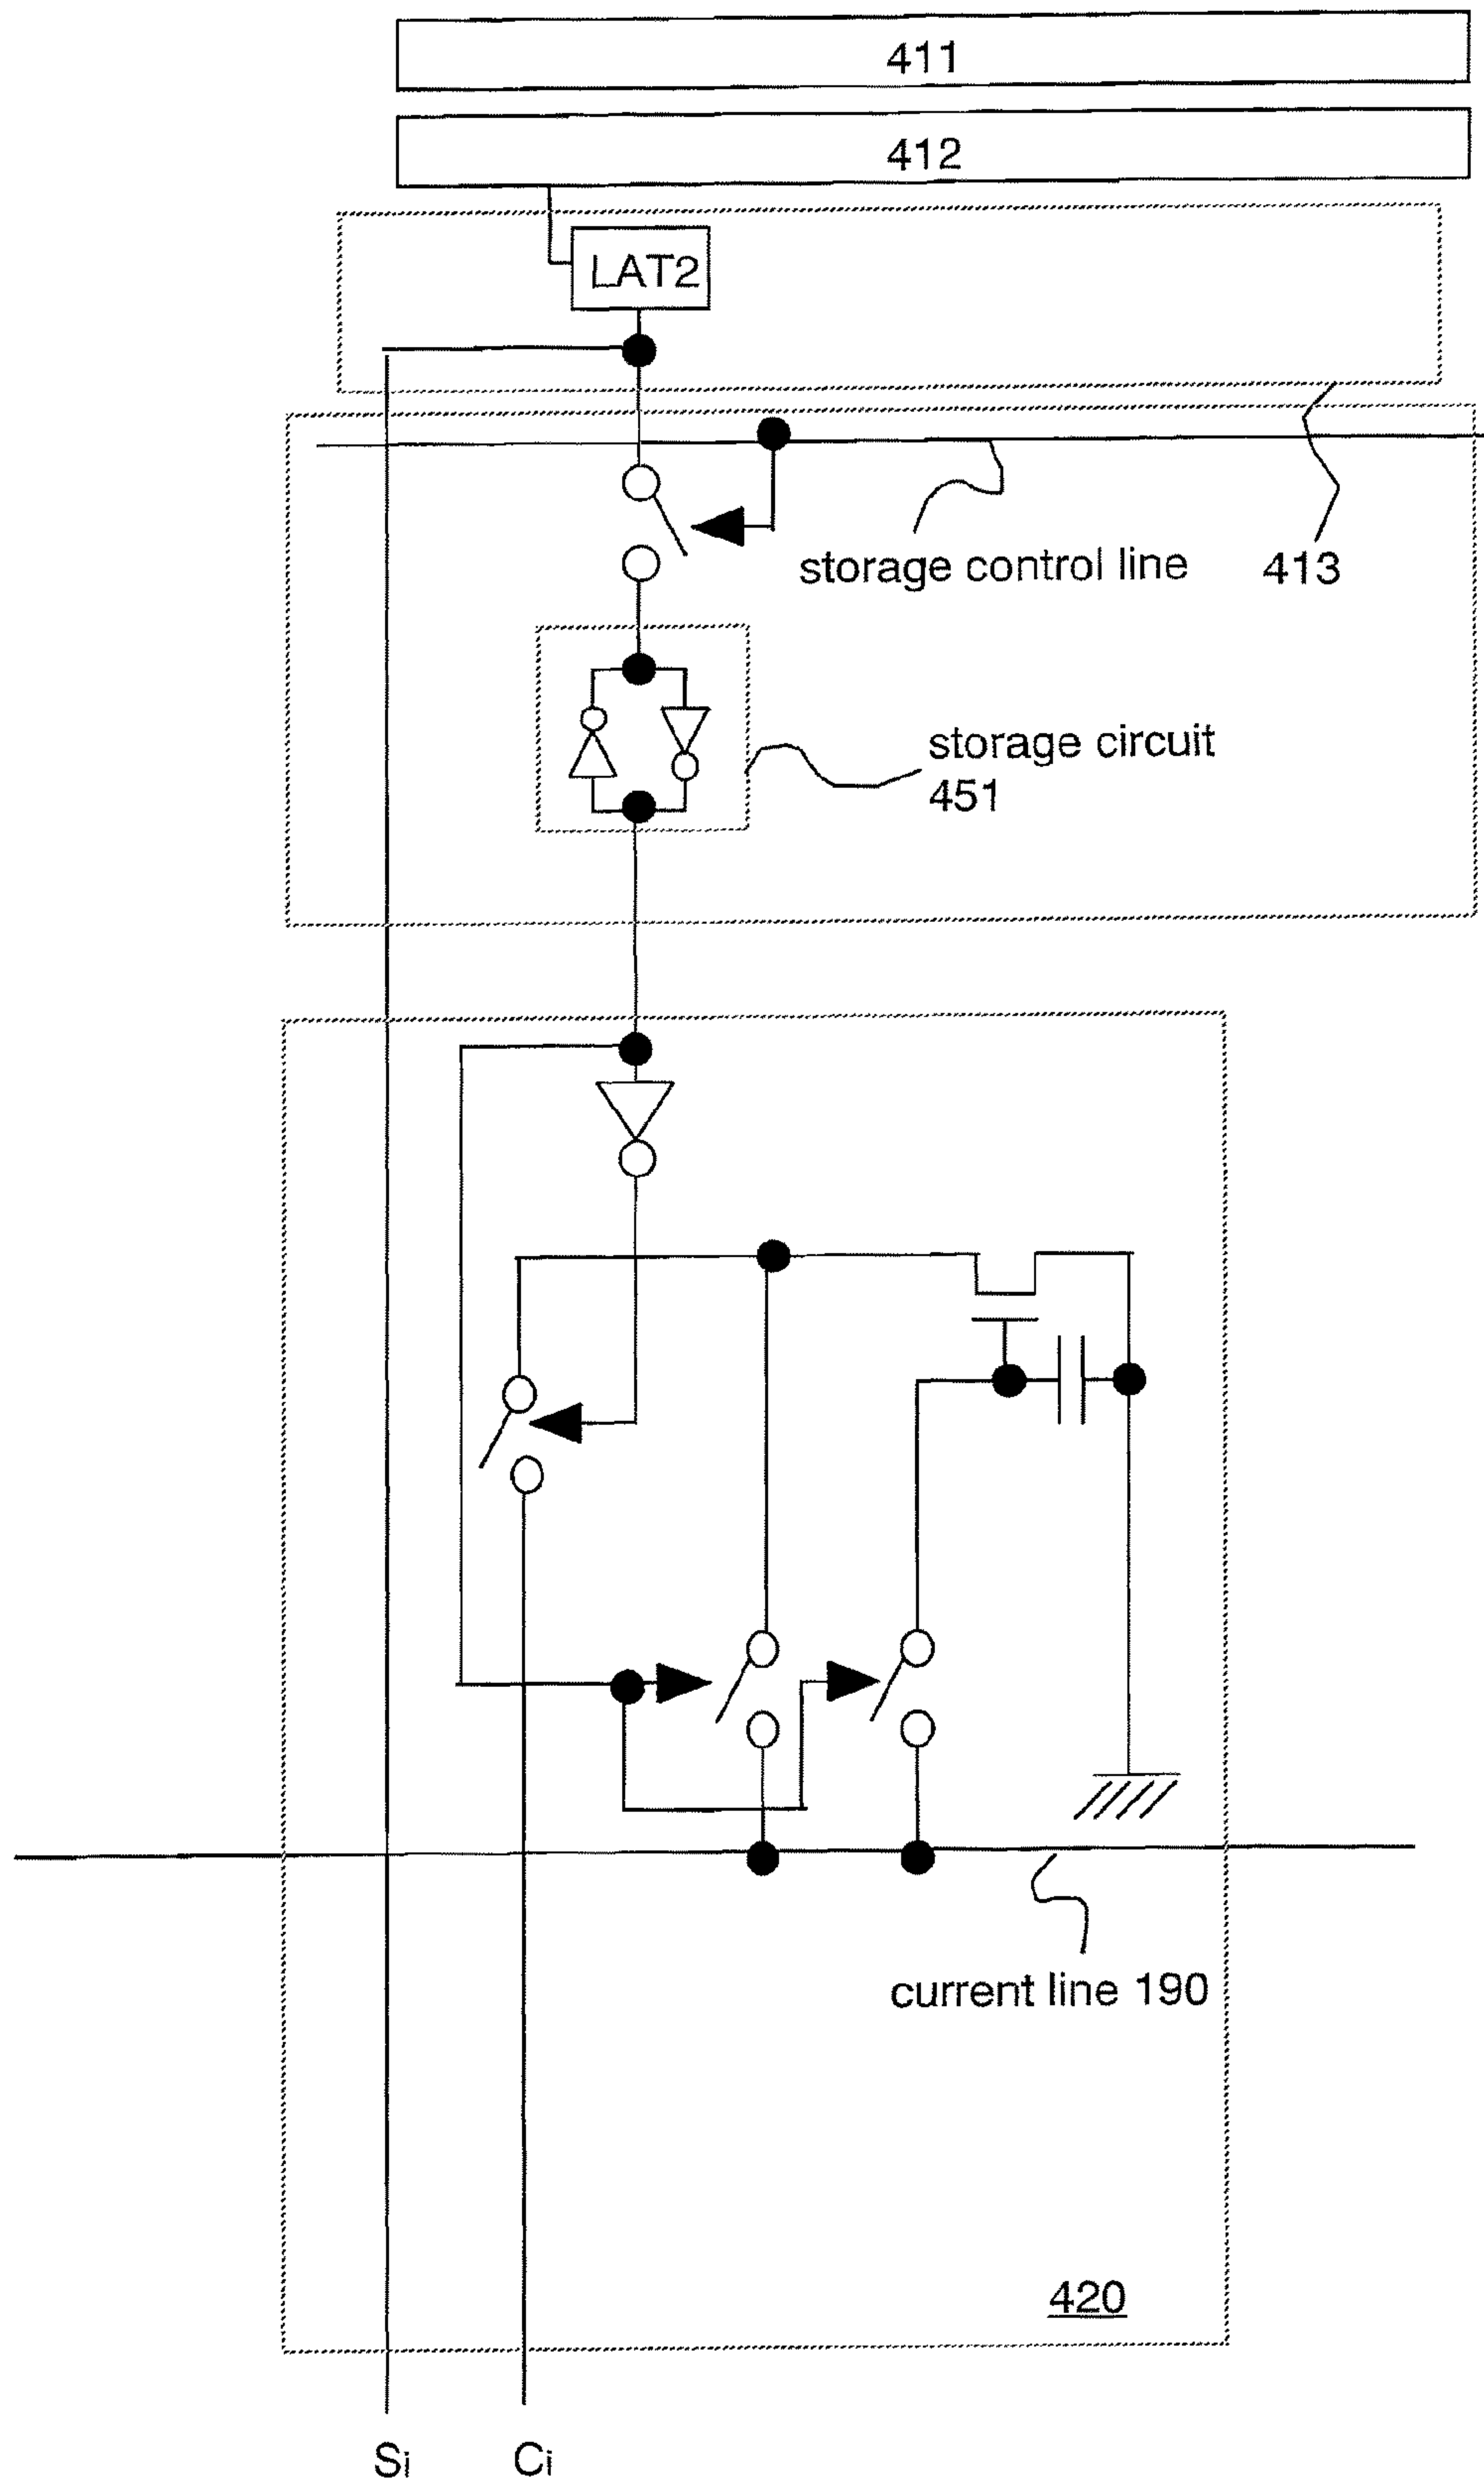 411
412
LAT2
storage control line
413
storage circuit
451
current line 190
420
Si
Ci